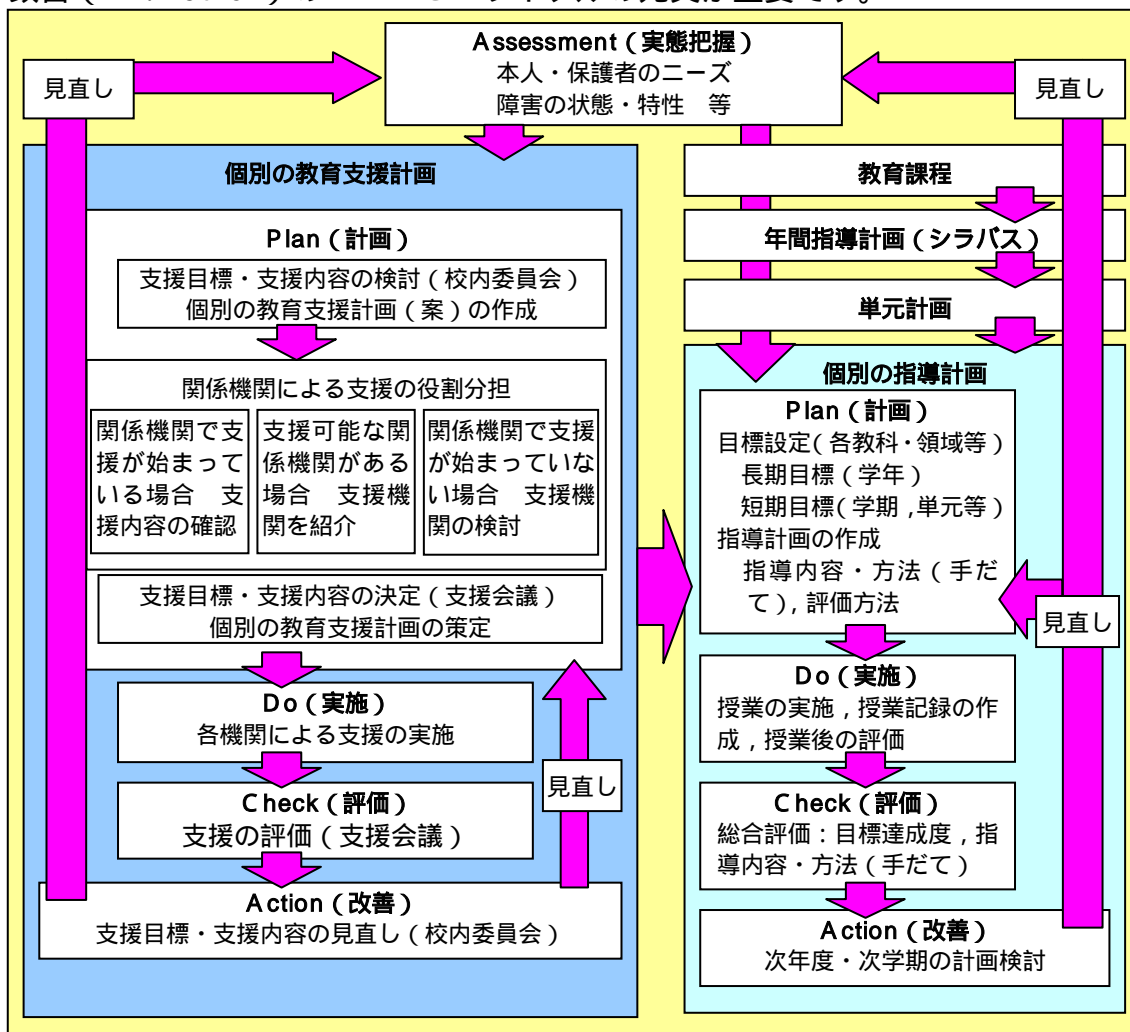 Assessment(実態把握)
本人・保護者のニーズ
障害の状態・特性 等
見直し
見直し
個別の教育支援計画
Plan(計画)
支援目標・支援内容の検討(校内委員会)
個別の教育支援計画(案)の作成
関係機関による支援の役割分担
関係機関で支
援が始まって
いる場合 支
援内容の確認
支援可能な関
係機関がある
場合 支援機
関を紹介
関係機関で支援
が始まっていな
い場合 支援機
関の検討
支援目標・支援内容の決定(支援会議)
個別の教育支援計画の策定
Do(実施)
各機関による支援の実施
Check(評価)
支援の評価(支援会議)
見直し
Action(改善)
支援目標・支援内容の見直し(校内委員会)
教育課程
年間指導計画(シラバス)
単元計画
個別の指導計画
Plan(計画)
目標設定(各教科・領域等)
長期目標(学年)
短期目標(学期,単元等)
指導計画の作成
指導内容・方法(手だ
て),評価方法
見直し
Do(実施)
授業の実施,授業記録の作
成,授業後の評価
Check(評価)
総合評価:目標達成度,指
導内容・方法(手だて)
Action(改善)
次年度・次学期の計画検討